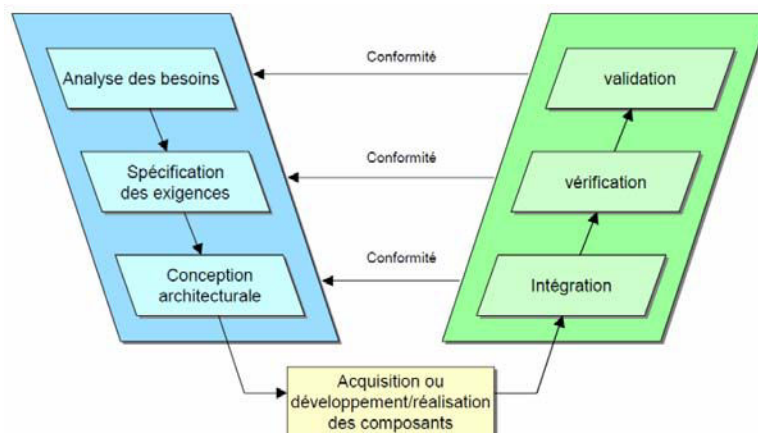 Analyse des besoins
Conformité
validation
Spécification
des exigences
Conformité
vérification
Conception
architecturale
Conformité
Intégration
Acquisition ou
développement/réalisation
des composants